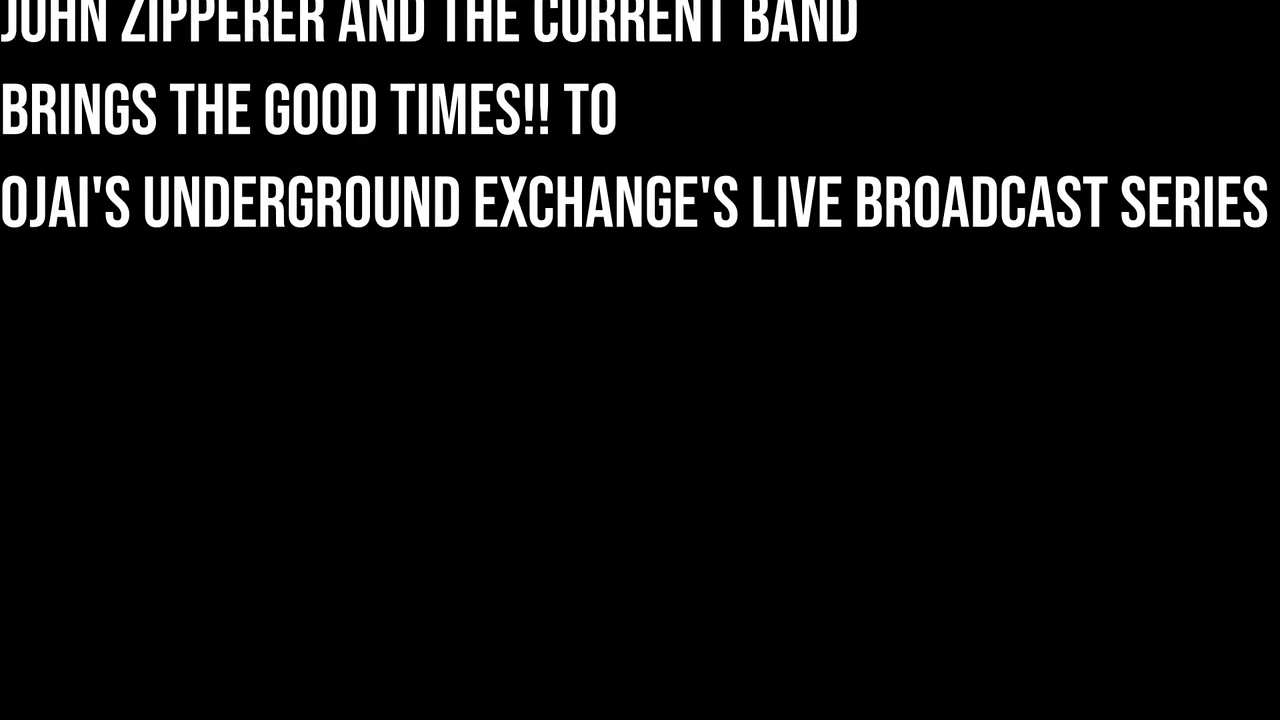 JOHN ZIPPERER AND THE CURRENT BAND
BRINGS THE GOOD TIMES!! TO
OJAI'S UNDERGROUND EXCHANGE'S LIVE BROADCAST SERIES